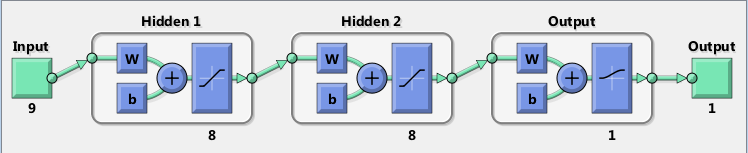 Hidden 1 Hidden 2 Output
Input Output
W W W
+ + +
b b b
9 1
8 8 1